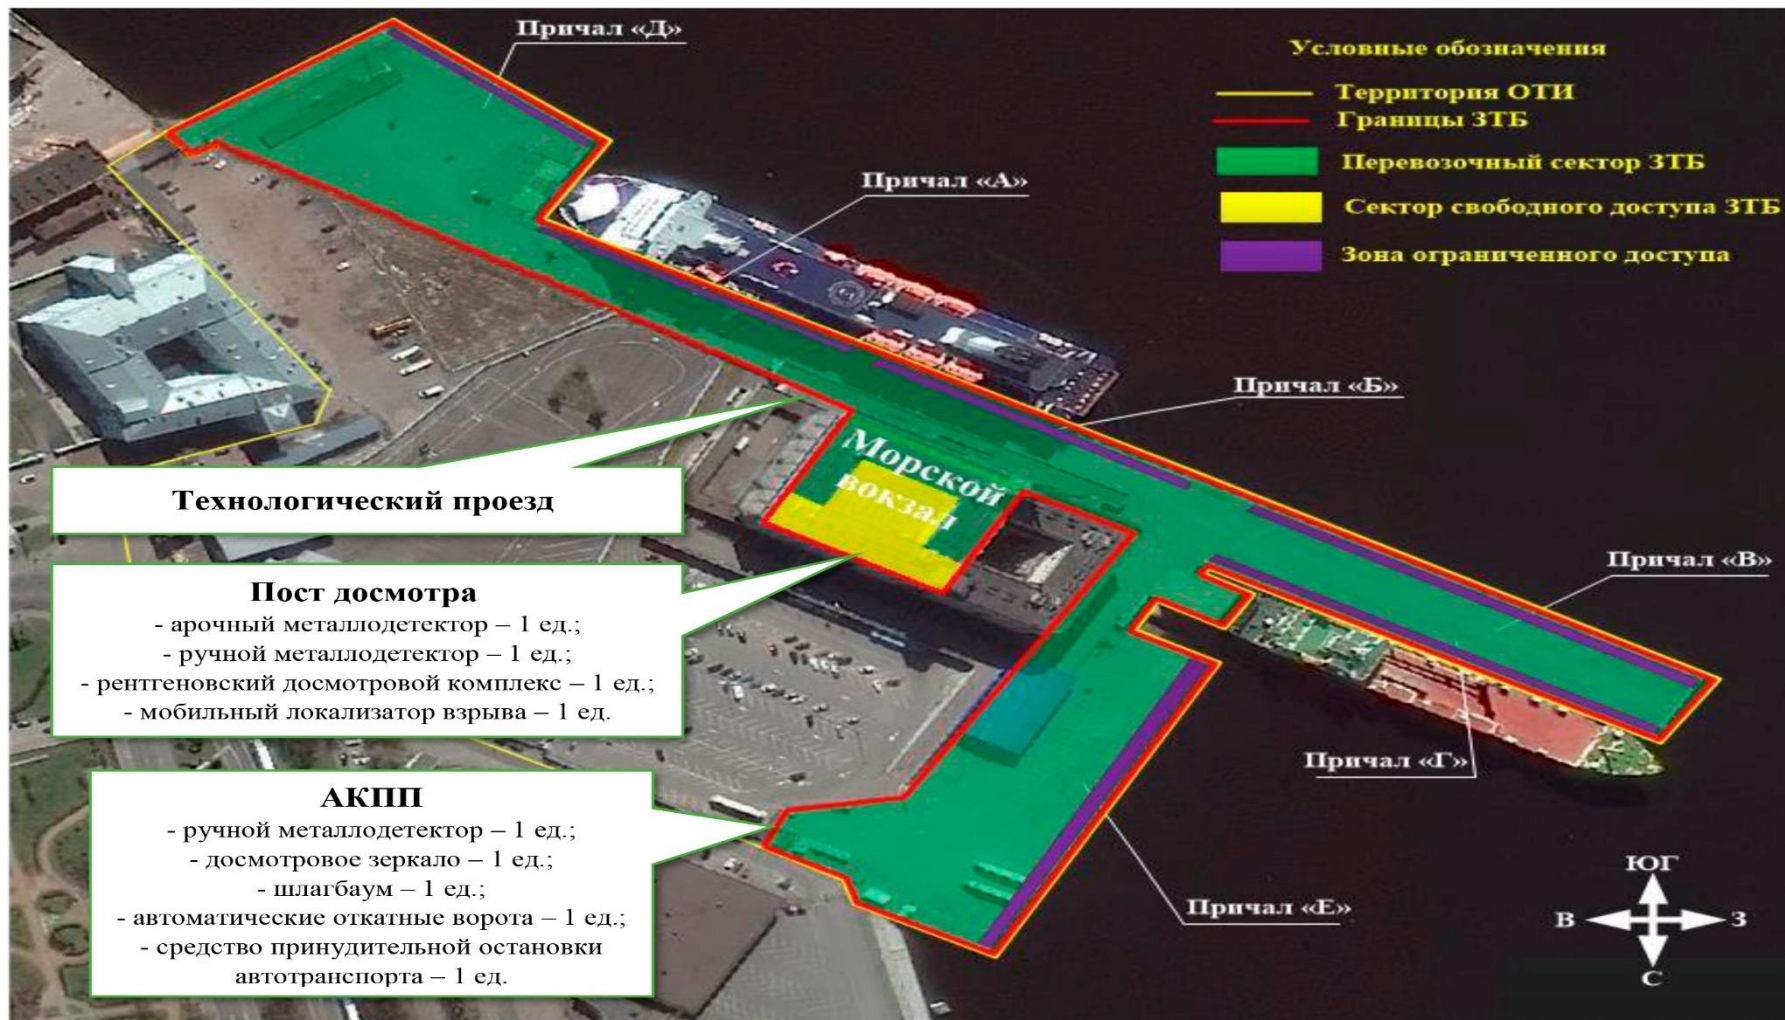 Причал «Д»
Условные обозначения
Территория ОТИ
Границы ЗТБ
Перевозочный сектор ЗТБ
Причал «А»
Сектор свободного доступа ЗТБ
Зона ограниченного доступа
Причал «Б»
Морской
вокзал
Технологический проезд
Причал «В»
Пост досмотра
- арочный металлодетектор – 1 ед.;
- ручной металлодетектор – 1 ед.;
- рентгеновский досмотровой комплекс – 1 ед.;
- мобильный локализатор взрыва – 1 ед.
Причал «Г»
АКПП
- ручной металлодетектор – 1 ед.;
- досмотровое зеркало – 1 ед.;
- шлагбаум – 1 ед.;
- автоматические откатные ворота – 1 ед.;
- средство принудительной остановки
автотранспорта – 1 ед.
Причал «Е»
ЮГ
В
З
С